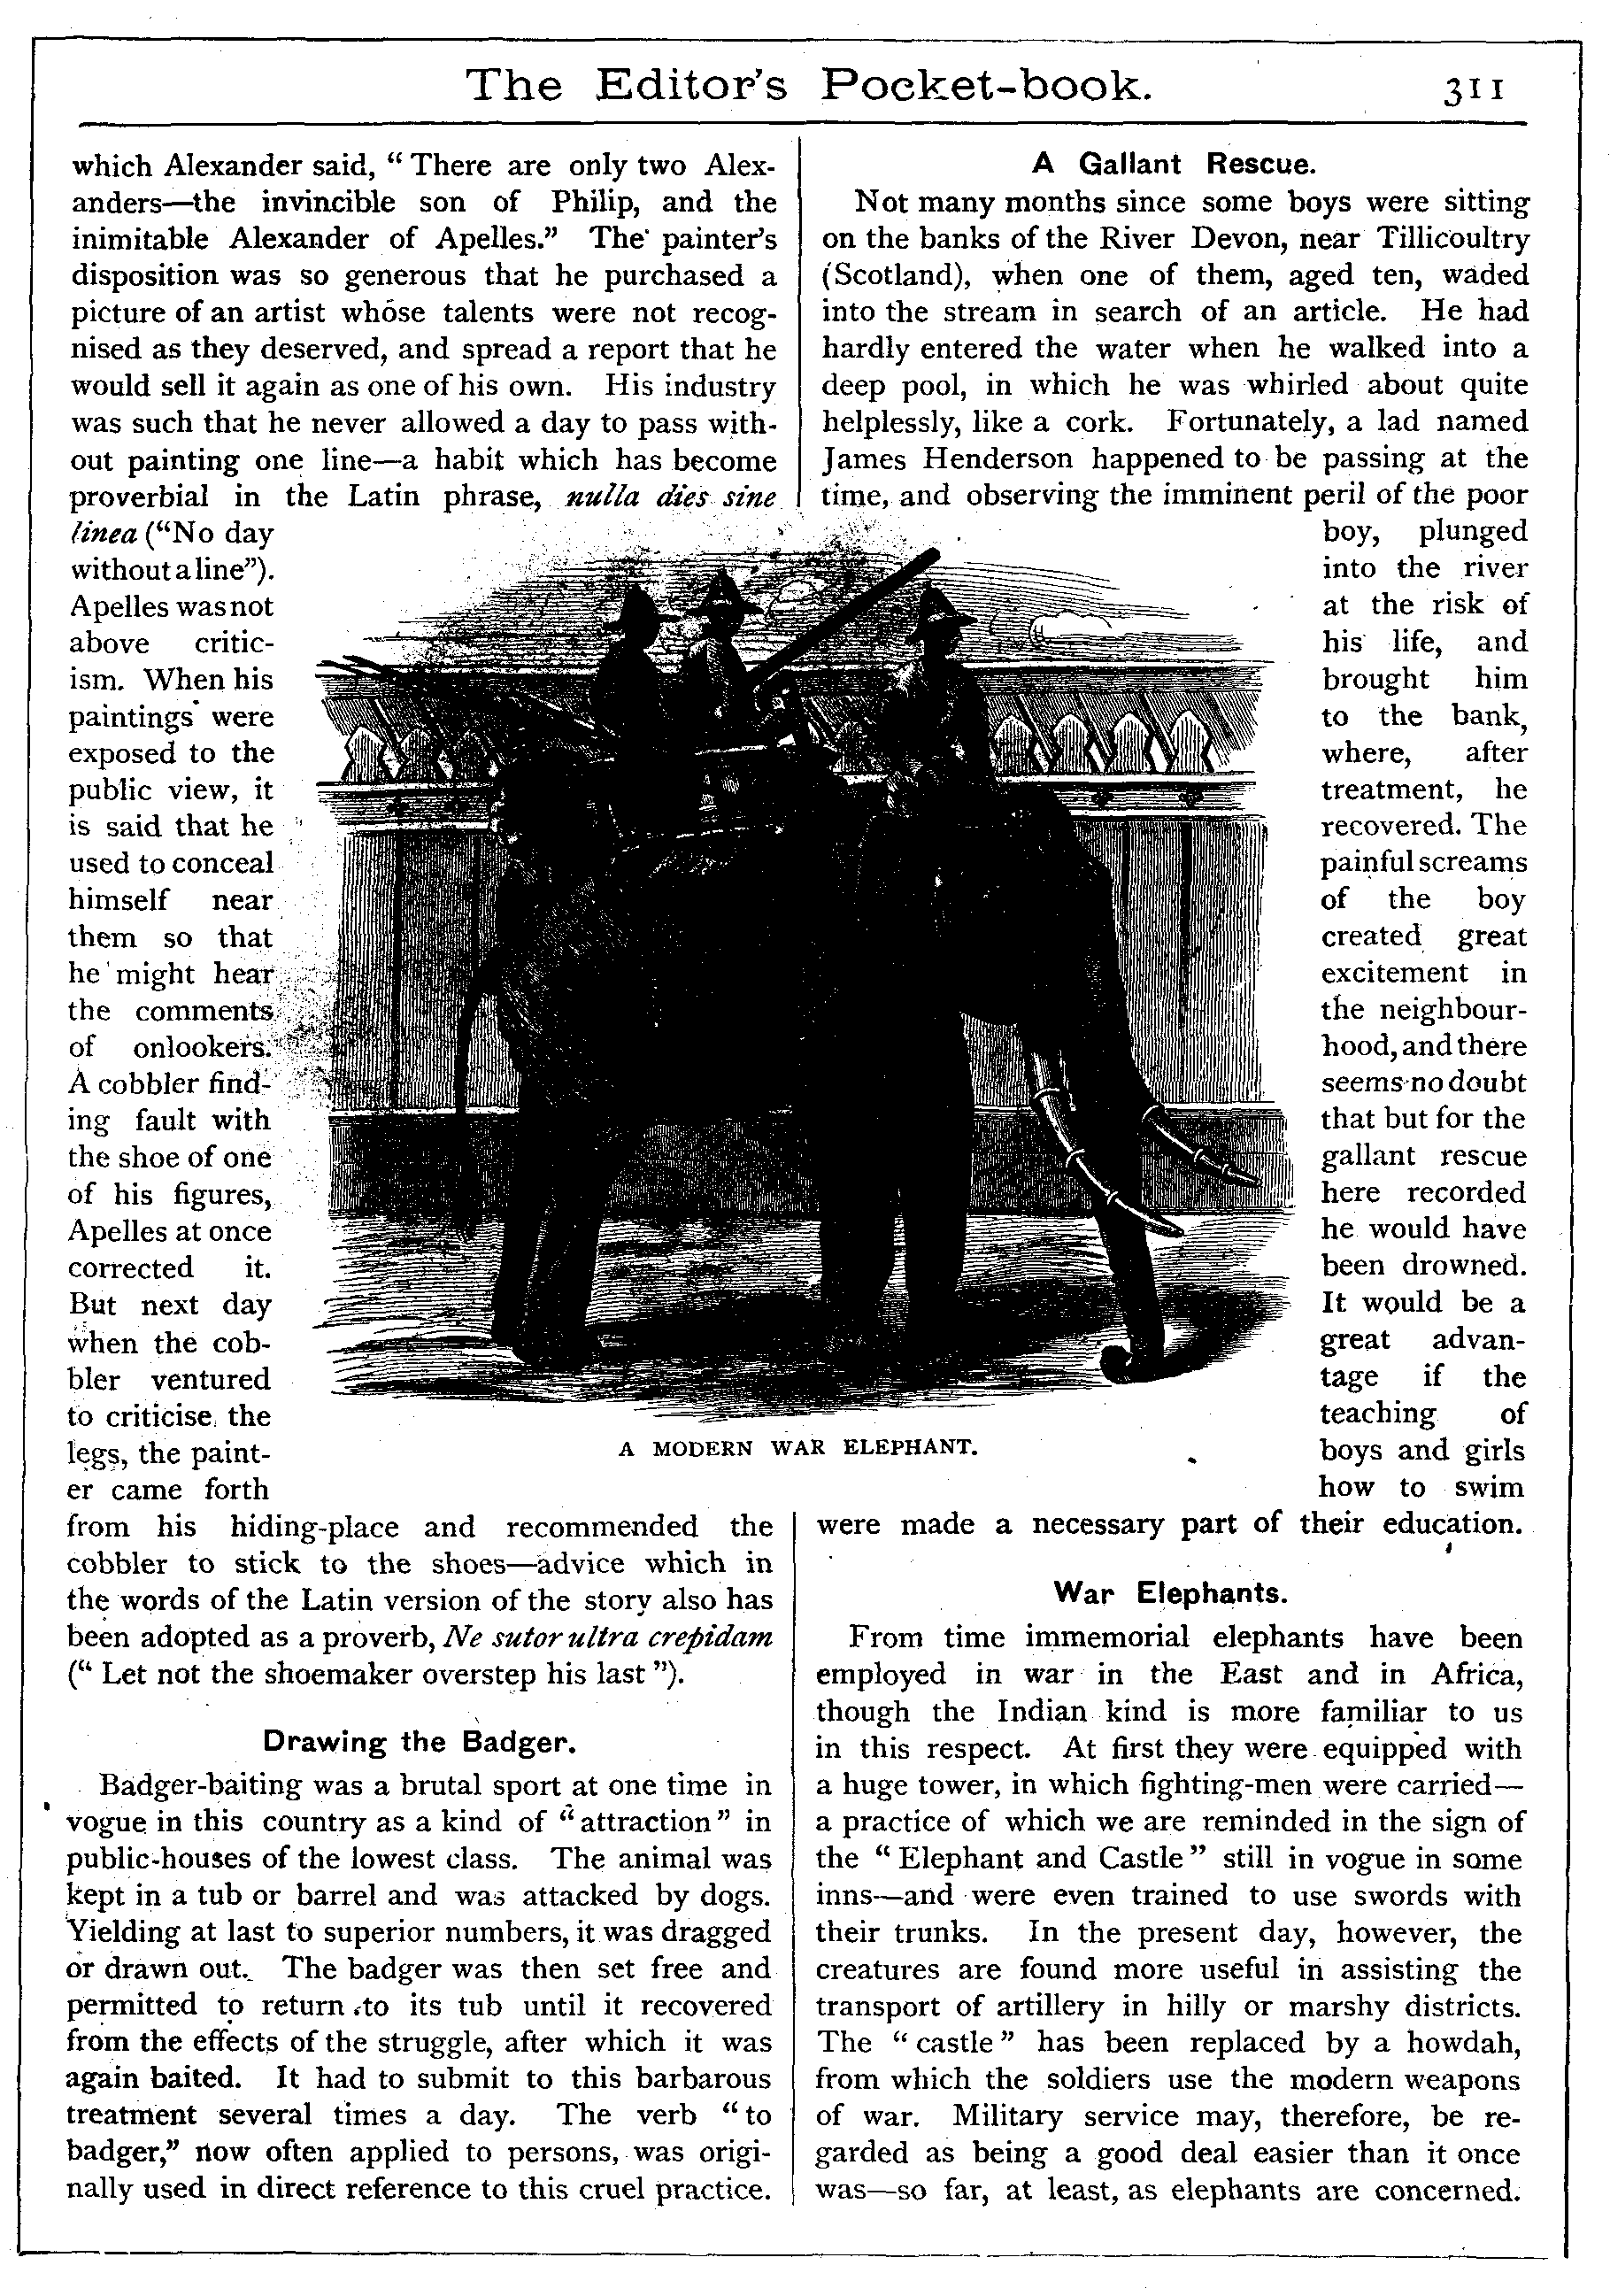 The Editor's Pocket-book.
311
which Alexander said, “ There are only two Alex-
anders—the invincible son of Philip, and the
inimitable Alexander of Apelles.” The painter's
disposition was so generous that he purchased a
picture of an artist whose talents were not recog-
nised as they deserved, and spread a report that he
would sell it again as one of his own. His industry
was such that he never allowed a day to pass with-
out painting one line—a habit which has become
proverbial in the Latin phrase, nulla dies sine
linea (“No day
without a line”).
Apelles was not
above critic-
ism. When his
paintings were
exposed to the
public view, it
is said that he
used to conceal
himself near
them so that
he might hear
the comments
of onlookers.
A cobbler find-
ing fault with
the shoe of one
of his figures,
Apelles at once
corrected it.
But next day
when the cob-
bler ventured
to criticise the
legs, the paint-
er came forth
from his hiding-place and recommended the
cobbler to stick to the shoes—advice which in
the words of the Latin version of the story also has
been adopted as a proverb, Ne sutor ultra crepidam
(“ Let not the shoemaker overstep his last ”).
Drawing the Badger.
Badger-baiting was a brutal sport at one time in
vogue in this country as a kind of “ attraction ” in
public-houses of the lowest class. The animal was
kept in a tub or barrel and was attacked by dogs.
Yielding at last to superior numbers, it was dragged
or drawn out. The badger was then set free and
permitted to return to its tub until it recovered
from the effects of the struggle, after which it was
again baited. It had to submit to this barbarous
treatment several times a day. The verb “ to
badger,” now often applied to persons, was origi-
nally used in direct reference to this cruel practice.
A Gallant Rescue.
Not many months since some boys were sitting
on the banks of the River Devon, near Tillicoultry
(Scotland), when one of them, aged ten, waded
into the stream in search of an article. He had
hardly entered the water when he walked into a
deep pool, in which he was whirled about quite
helplessly, like a cork. Fortunately, a lad named
James Henderson happened to be passing at the
time, and observing the imminent peril of the poor
boy, plunged
into the river
at the risk of
his life, and
brought him
to the bank,
where, after
treatment, he
recovered. The
painful screams
of the boy
created great
excitement in
the neighbour-
hood, and there
seems no doubt
that but for the
gallant rescue
here recorded
he would have
been drowned.
It would be a
great advan-
tage if the
teaching of
boys and girls
how to swim
were made a necessary part of their education.
A MODERN WAR ELEPHANT.
War Elephants.
From time immemorial elephants have been
employed in war in the East and in Africa,
though the Indian kind is more familiar to us
in this respect. At first they were equipped with
a huge tower, in which fighting-men were carried—
a practice of which we are reminded in the sign of
the “ Elephant and Castle ” still in vogue in some
inns—and were even trained to use swords with
their trunks. In the present day, however, the
creatures are found more useful in assisting the
transport of artillery in hilly or marshy districts.
The “ castle ” has been replaced by a howdah,
from which the soldiers use the modern weapons
of war. Military service may, therefore, be re-
garded as being a good deal easier than it once
was—so far, at least, as elephants are concerned.